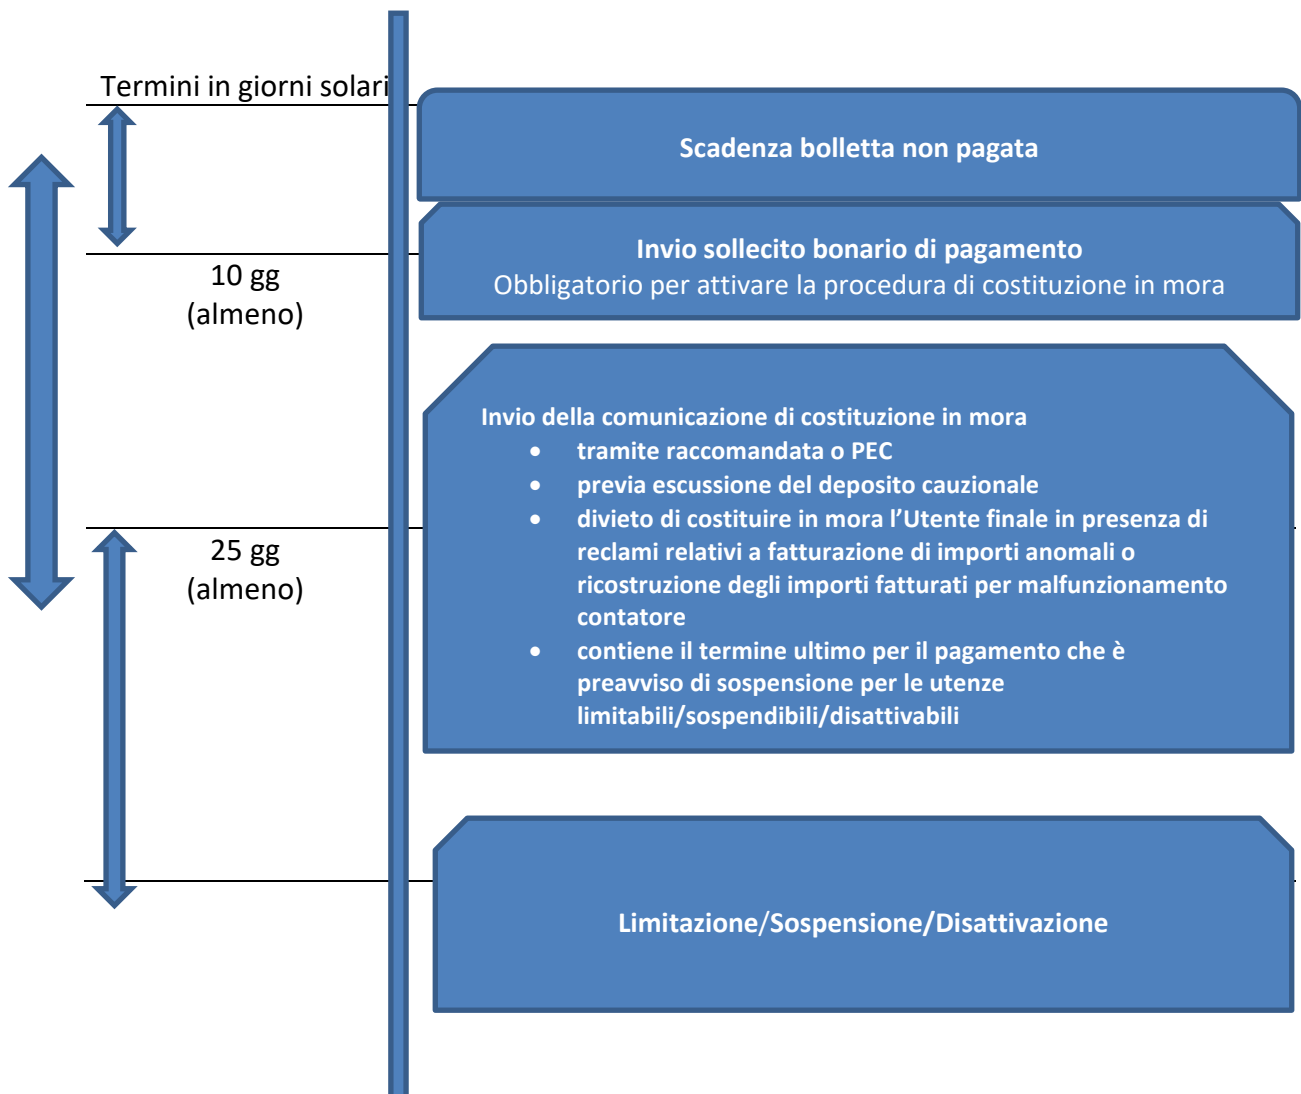 Termini in giorni solari
Scadenza bolletta non pagata
Invio sollecito bonario di pagamento
Obbligatorio per attivare la procedura di costituzione in mora
10 gg
(almeno)
Invio della comunicazione di costituzione in mora
• tramite raccomandata o PEC
• previa escussione del deposito cauzionale
• divieto di costituire in mora l’Utente finale in presenza di
reclami relativi a fatturazione di importi anomali o
ricostruzione degli importi fatturati per malfunzionamento
contatore
• contiene il termine ultimo per il pagamento che è
preavviso di sospensione per le utenze
limitabili/sospendibili/disattivabili
25 gg
(almeno)
Limitazione/Sospensione/Disattivazione